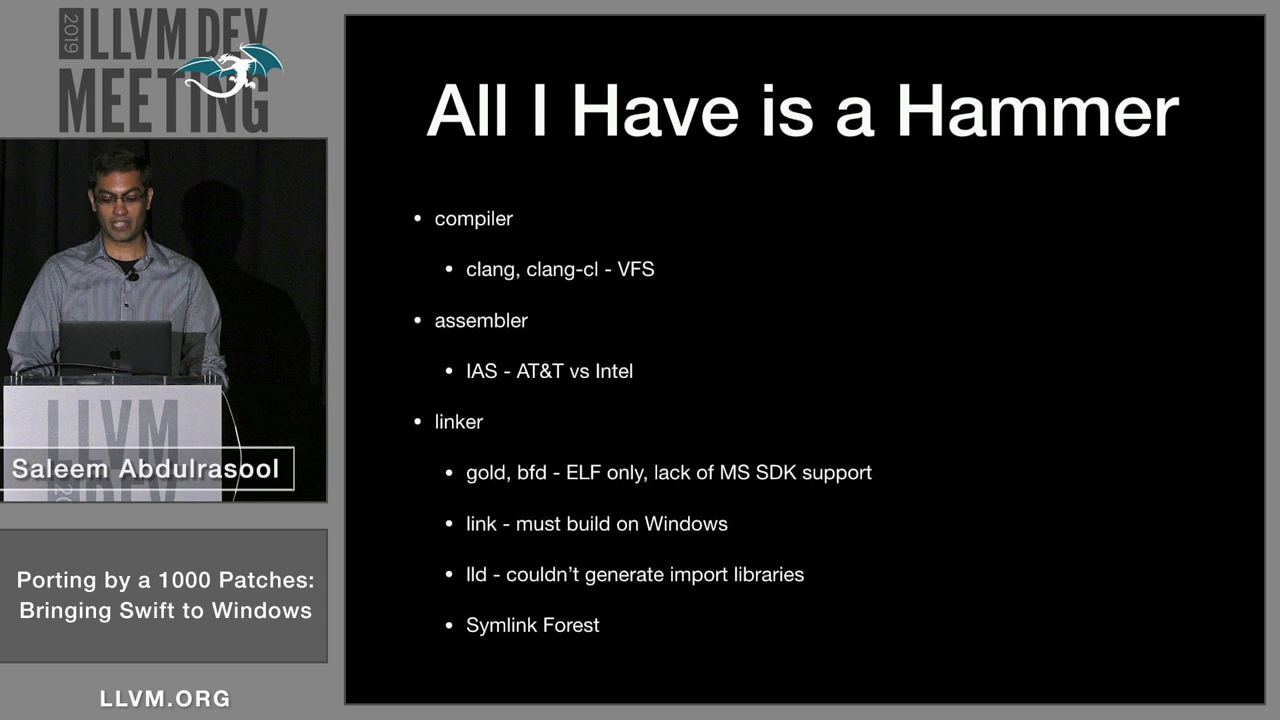 2019 LLVM DEV
MEETING
All I Have is a Hammer
• compiler
• clang, clang-cl - VFS
• assembler
• IAS - AT&T vs Intel
• linker
• gold, bfd - ELF only, lack of MS SDK support
• link - must build on Windows
• lld - couldn’t generate import libraries
• Symlink Forest
LLVM
Saleem Abdulrasool
Porting by a 1000 Patches:
Bringing Swift to Windows
LLVM.ORG